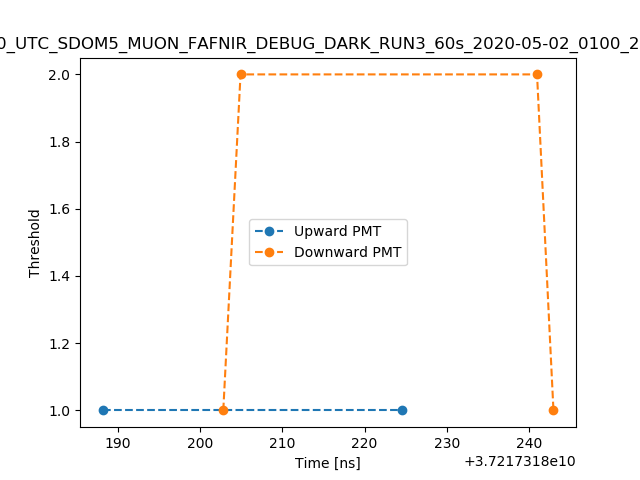 0_UTC_SDOM5_MUON_FAFNIR_DEBUG_DARK_RUN3_60s_2020-05-02_0100_2
2.0
1.8
1.6
1.4
1.2
1.0
Threshold
Upward PMT
Downward PMT
190 200 210 220 230 240
Time [ns]
+3.7217318e10